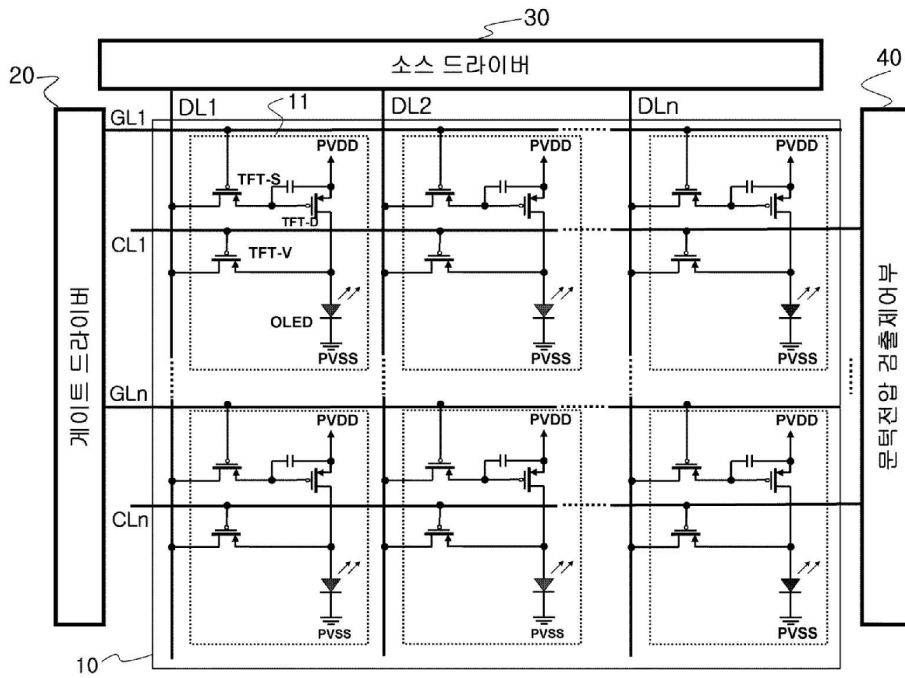 30
소스 드라이버
20
40
DL1
DL2
DLn
GL1
11
PVDD
PVDD
PVDD
TFT-S
TFT-D
CL1
TFT-V
OLED
PVSS
PVSS
PVSS
게이트 드라이버
문턱전압 검출제어부
GLn
PVDD
PVDD
PVDD
CLn
PVSS
PVSS
PVSS
10